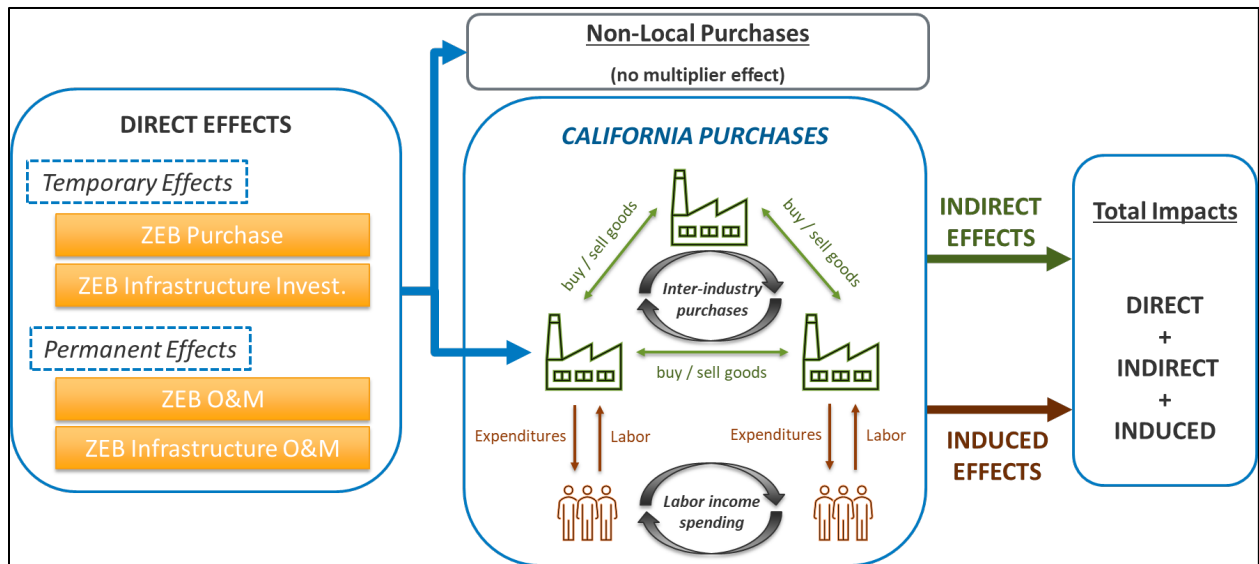 Non-Local Purchases
(no multiplier effect)
DIRECT EFFECTS
Temporary Effects
ZEB Purchase
ZEB Infrastructure Invest.
Permanent Effects
ZEB O&M
ZEB Infrastructure O&M
CALIFORNIA PURCHASES
buy / sell goods
buy / sell goods
Inter-industry
purchases
buy / sell goods
Expenditures
Labor
Expenditures
Labor
Labor income
spending
INDIRECT
EFFECTS
INDUCED
EFFECTS
Total Impacts
DIRECT
+
INDIRECT
+
INDUCED